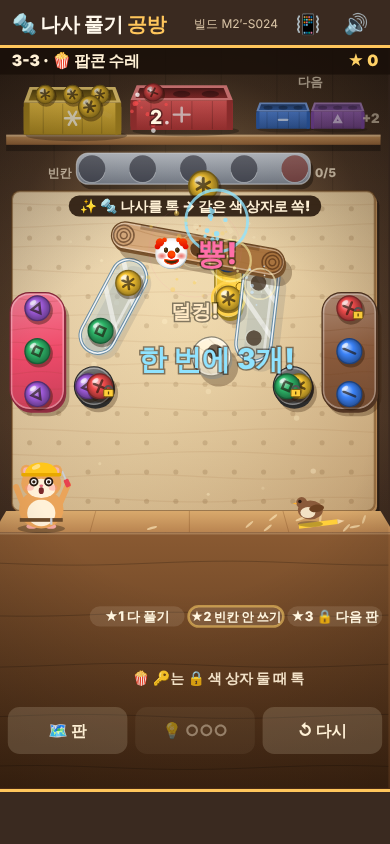 나사 풀기 공방
빌드 M2′-S024
3-3 · 팝콘 수레
★ 0
다음
2.
+2
빈칸
0/5
나사를 톡 → 같은 색 상자로 쏙!
뿅!
덜컹!
한 번에 3개!
★1 다 풀기
★2 빈칸 안 쓰기
★3 다음 판
는 색 상자 둘 때 톡
판
다시